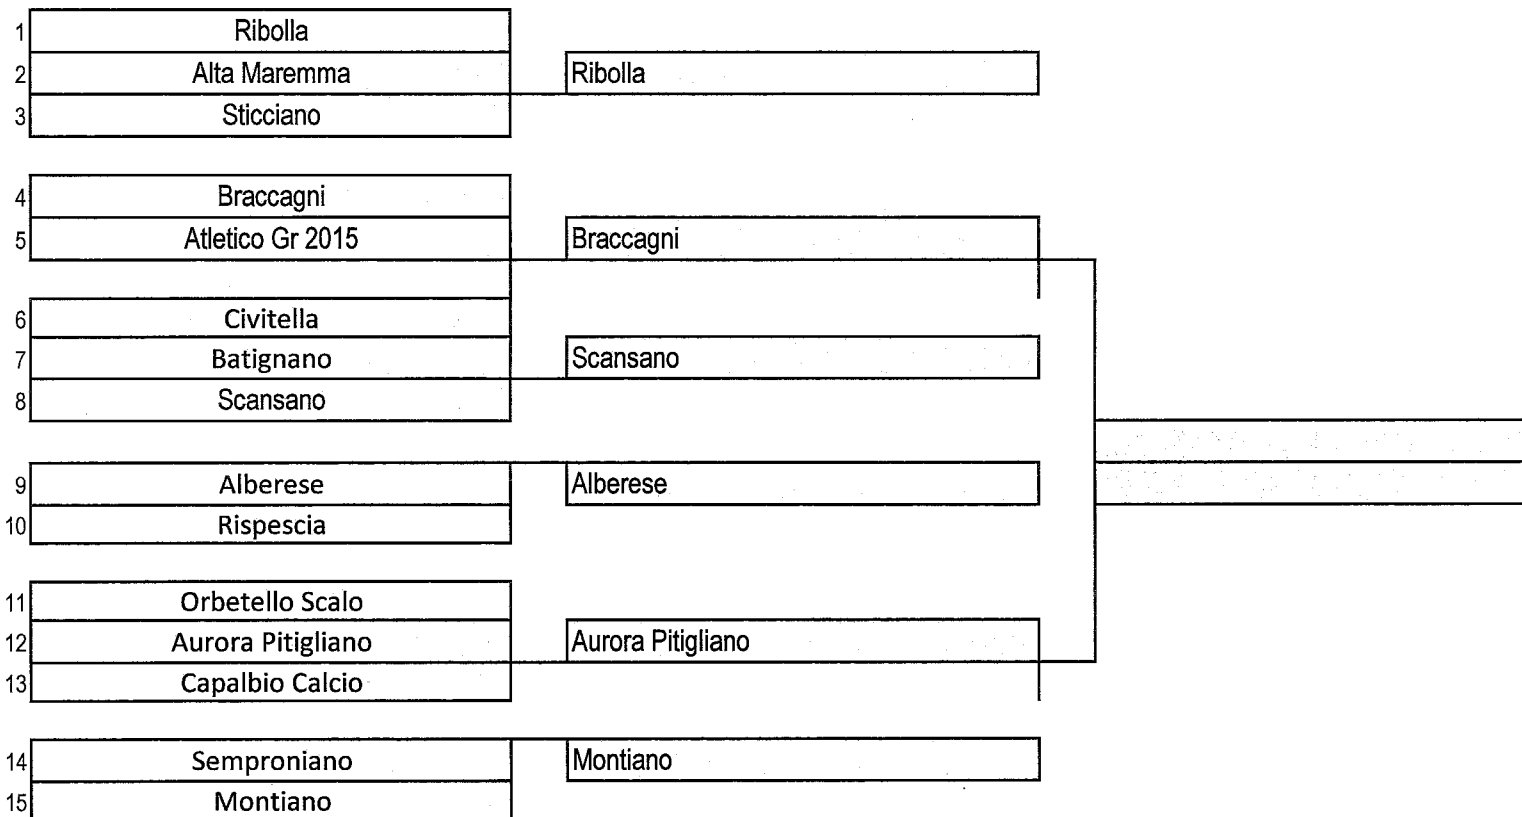 1 Ribolla
2 Alta Maremma Ribolla
3 Sticciano
4 Braccagni
5 Atletico Gr 2015 Braccagni
6 Civitella
7 Batignano Scansano
8 Scansano
9 Alberese Alberese
10 Rispescia
11 Orbetello Scalo
12 Aurora Pitigliano Aurora Pitigliano
13 Capalbio Calcio
14 Semproniano Montiano
15 Montiano